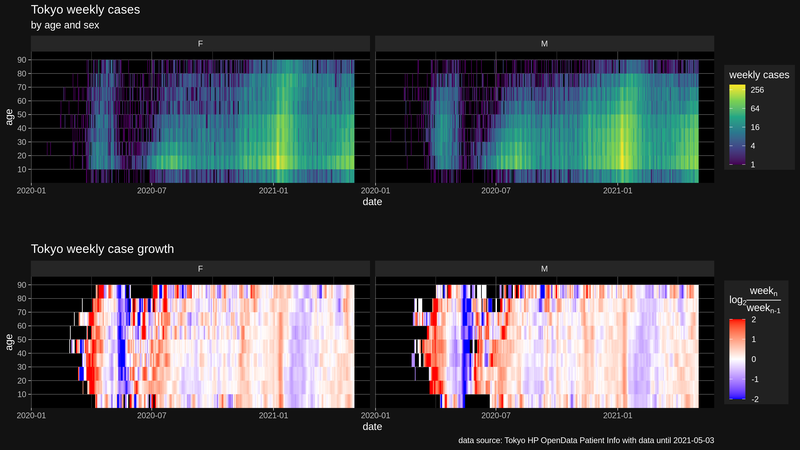 Tokyo weekly cases
by age and sex
F
M
90
80
70
60
50
40
30
20
10
age
2020-01
2020-07
2021-01
2020-01
2020-07
2021-01
date
weekly cases
256
64
16
4
1
Tokyo weekly case growth
F
M
90
80
70
60
50
40
30
20
10
age
2020-01
2020-07
2021-01
2020-01
2020-07
2021-01
date
log2 weekn
weekn-1
2
1
0
-1
-2
data source: Tokyo HP OpenData Patient Info with data until 2021-05-03